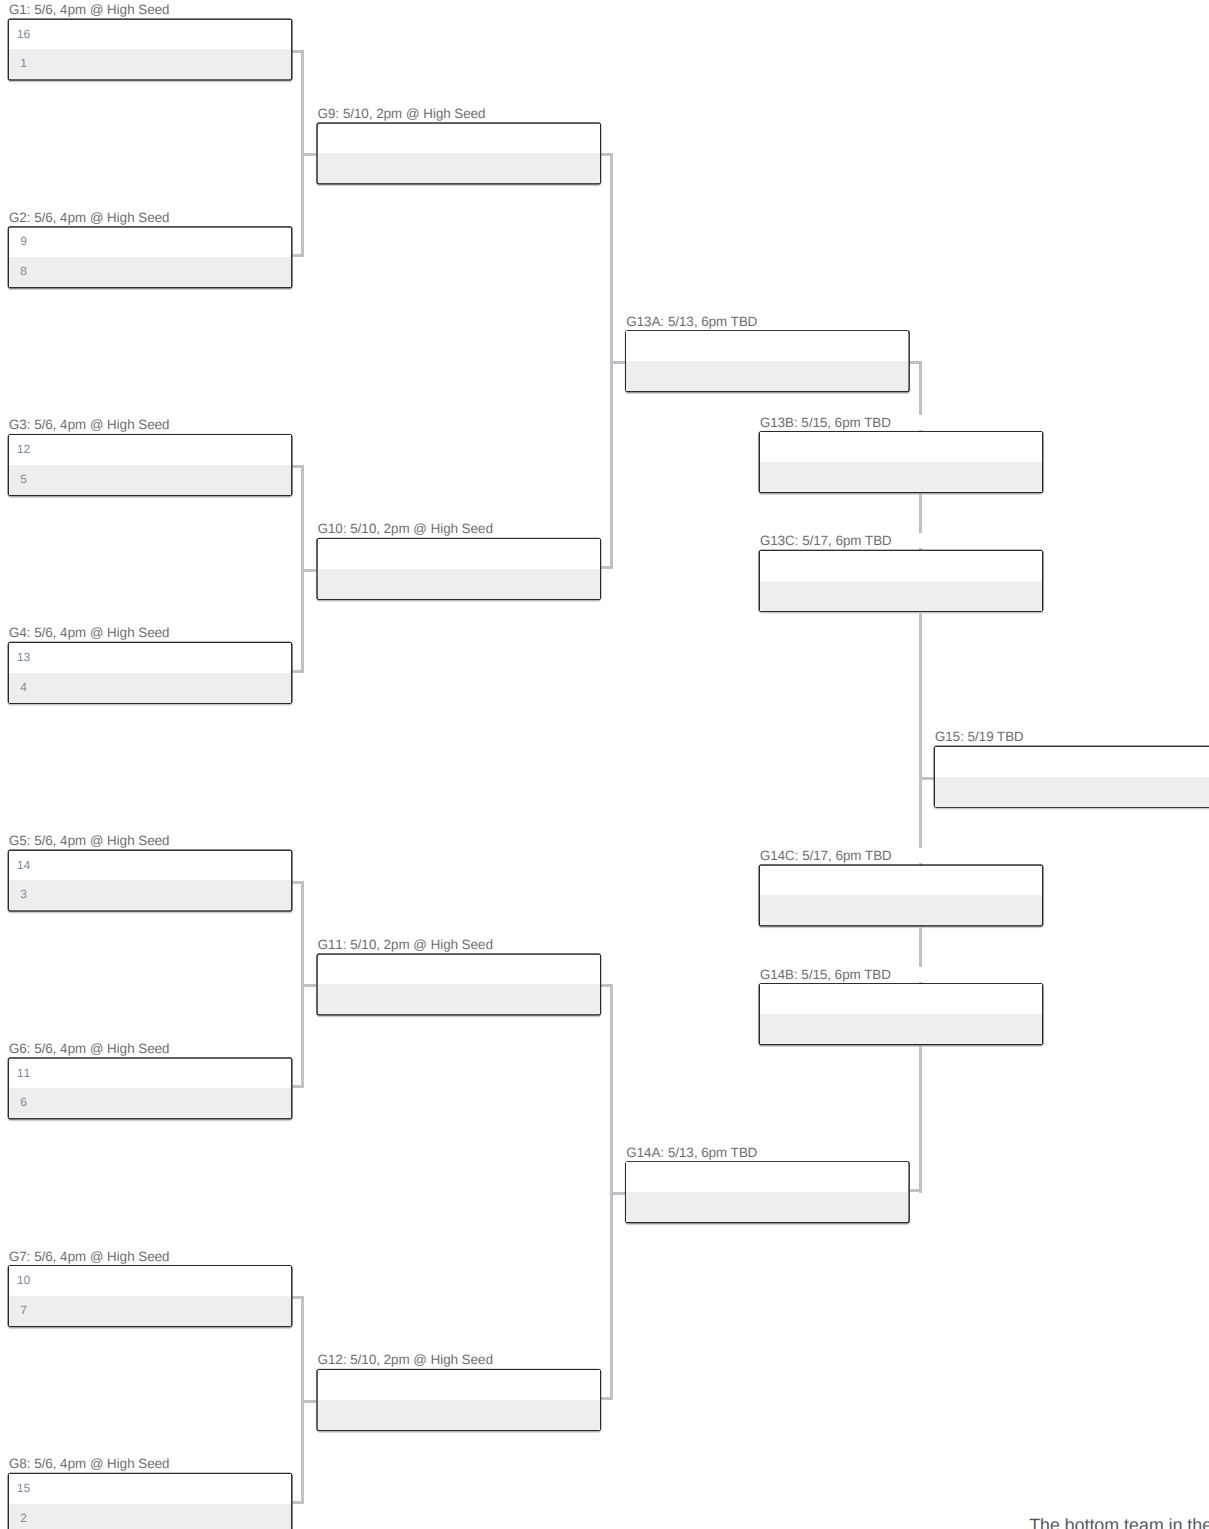 G1: 5/6, 4pm @ High Seed
16
1
G9: 5/10, 2pm @ High Seed
G2: 5/6, 4pm @ High Seed
9
8
G13A: 5/13, 6pm TBD
G3: 5/6, 4pm @ High Seed
12
5
G13B: 5/15, 6pm TBD
G10: 5/10, 2pm @ High Seed
G13C: 5/17, 6pm TBD
G4: 5/6, 4pm @ High Seed
13
4
G15: 5/19 TBD
G5: 5/6, 4pm @ High Seed
14
3
G14C: 5/17, 6pm TBD
G11: 5/10, 2pm @ High Seed
G14B: 5/15, 6pm TBD
G6: 5/6, 4pm @ High Seed
11
6
G14A: 5/13, 6pm TBD
G7: 5/6, 4pm @ High Seed
10
7
G12: 5/10, 2pm @ High Seed
G8: 5/6, 4pm @ High Seed
15
2
The bottom team in the